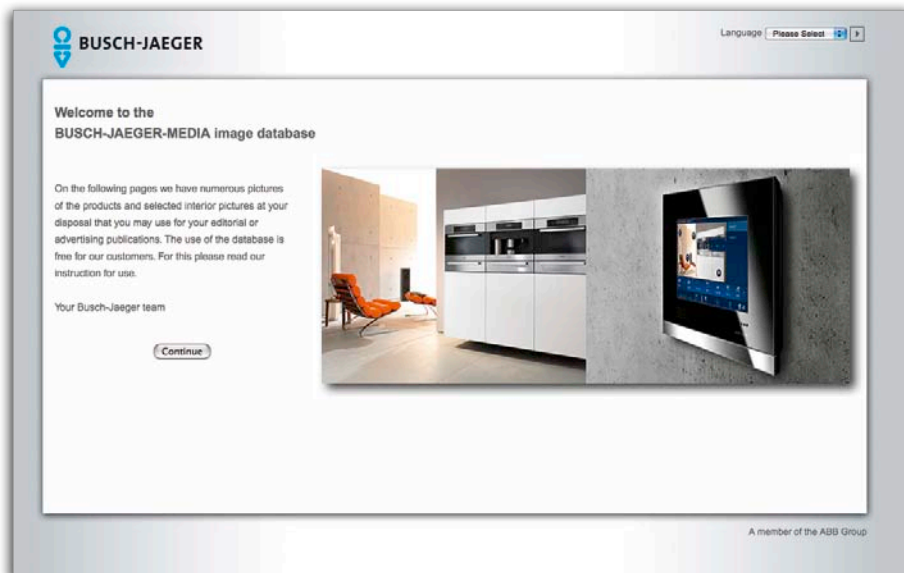 BUSCH-JAEGER
Language Please Select
Welcome to the
BUSCH-JAEGER-MEDIA image database
On the following pages we have numerous pictures
of the products and selected interior pictures at your
disposal that you may use for your editorial or
advertising publications. The use of the database is
free for our customers. For this please read our
instruction for use.
Your Busch-Jaeger team
Continue
A member of the ABB Group